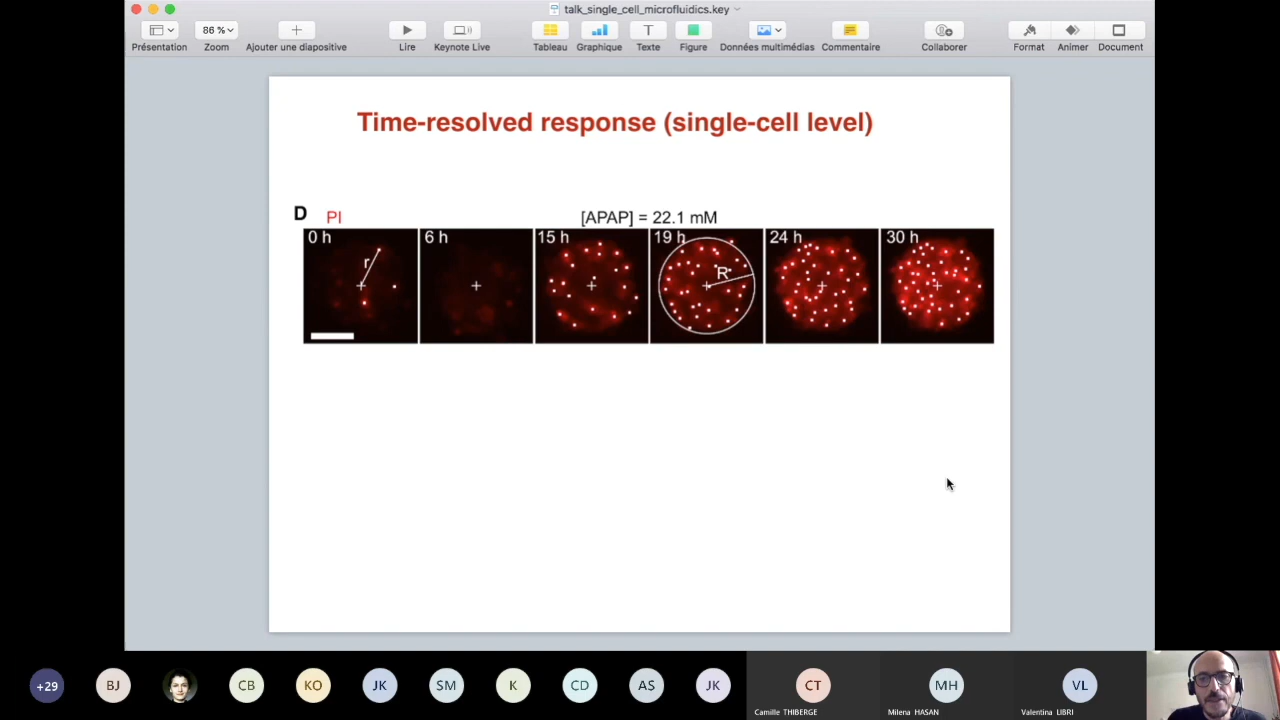 talk_single_cell_microfluidics.key
86 %
Présentation
Zoom
Ajouter une diapositive
Lire
Keynote Live
Tableau
Graphique
Texte
Figure
Données multimédias
Commentaire
Collaborer
Format
Animer
Document
Time-resolved response (single-cell level)
D
PI
[APAP] = 22.1 mM
0 h
6 h
15 h
19 h
24 h
30 h
r
R
+29
BJ
CB
KO
JK
SM
K
CD
AS
JK
CT
MH
VL
Camille THIBERGE
Milena HASAN
Valentina LIBRI